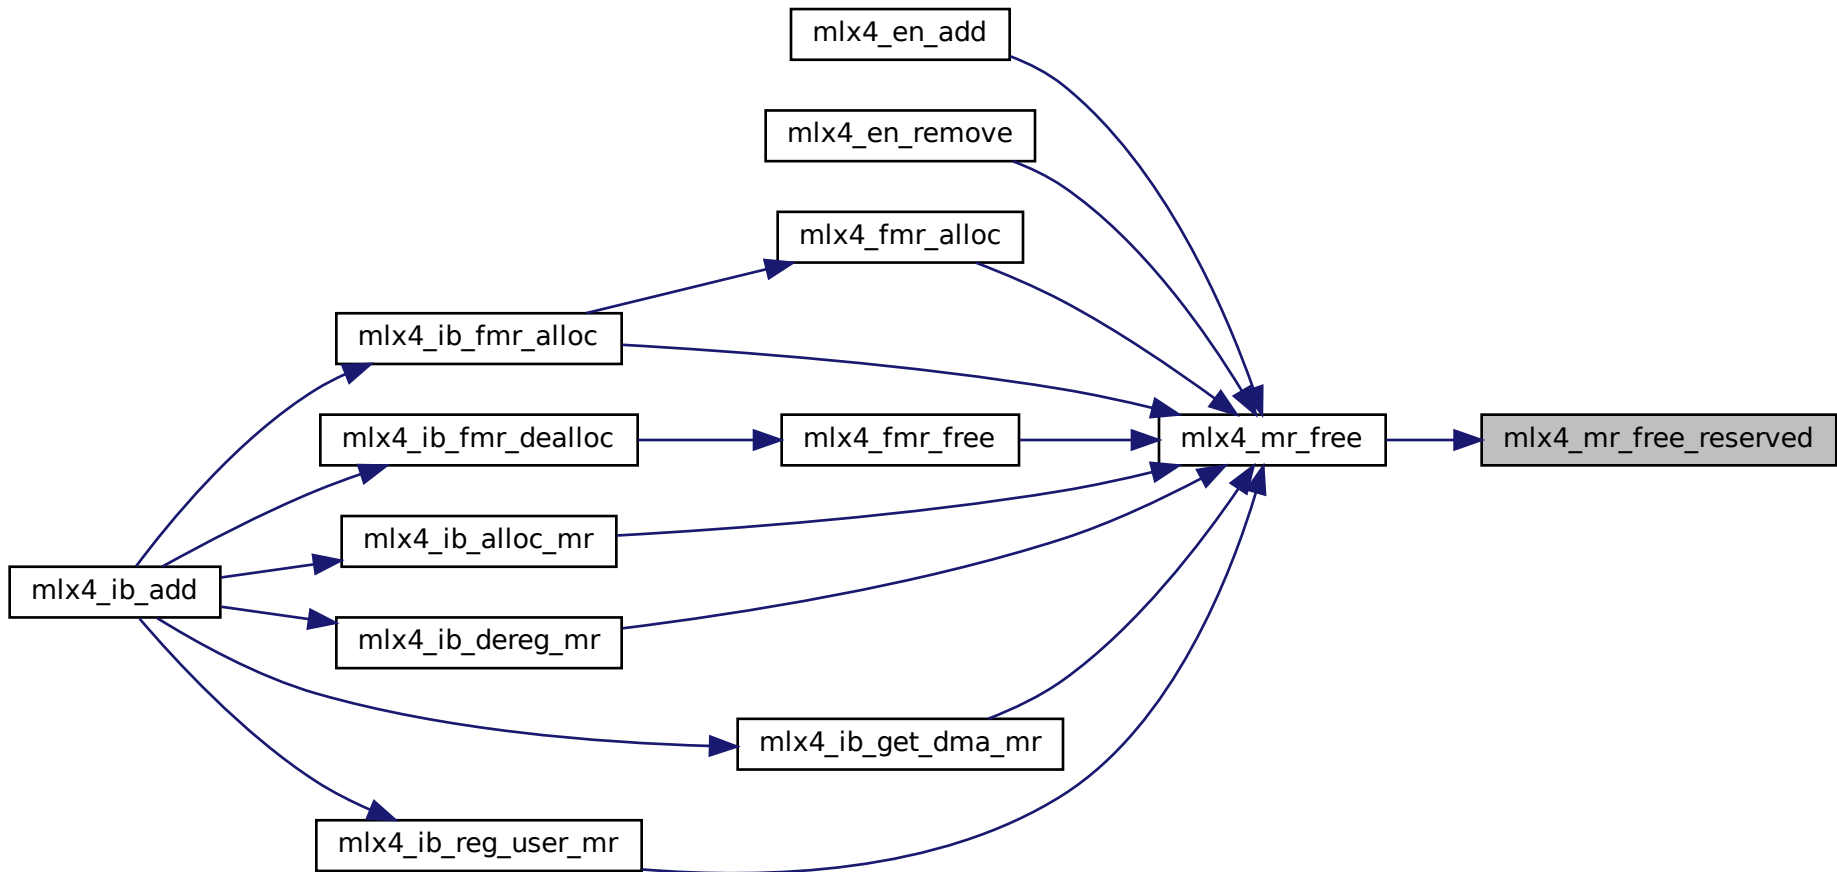 mlx4_en_add
mlx4_en_remove
mlx4_fmr_alloc
mlx4_ib_fmr_alloc
mlx4_ib_fmr_dealloc
mlx4_fmr_free
mlx4_mr_free
mlx4_mr_free_reserved
mlx4_ib_alloc_mr
mlx4_ib_add
mlx4_ib_dereg_mr
mlx4_ib_get_dma_mr
mlx4_ib_reg_user_mr